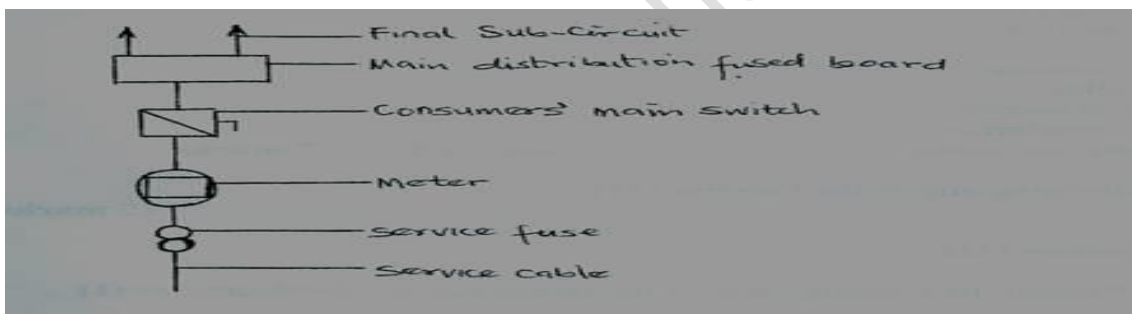 Final Sub-Circuit
Main distribution fused board
Consumers' main switch
Meter
Service fuse
Service cable